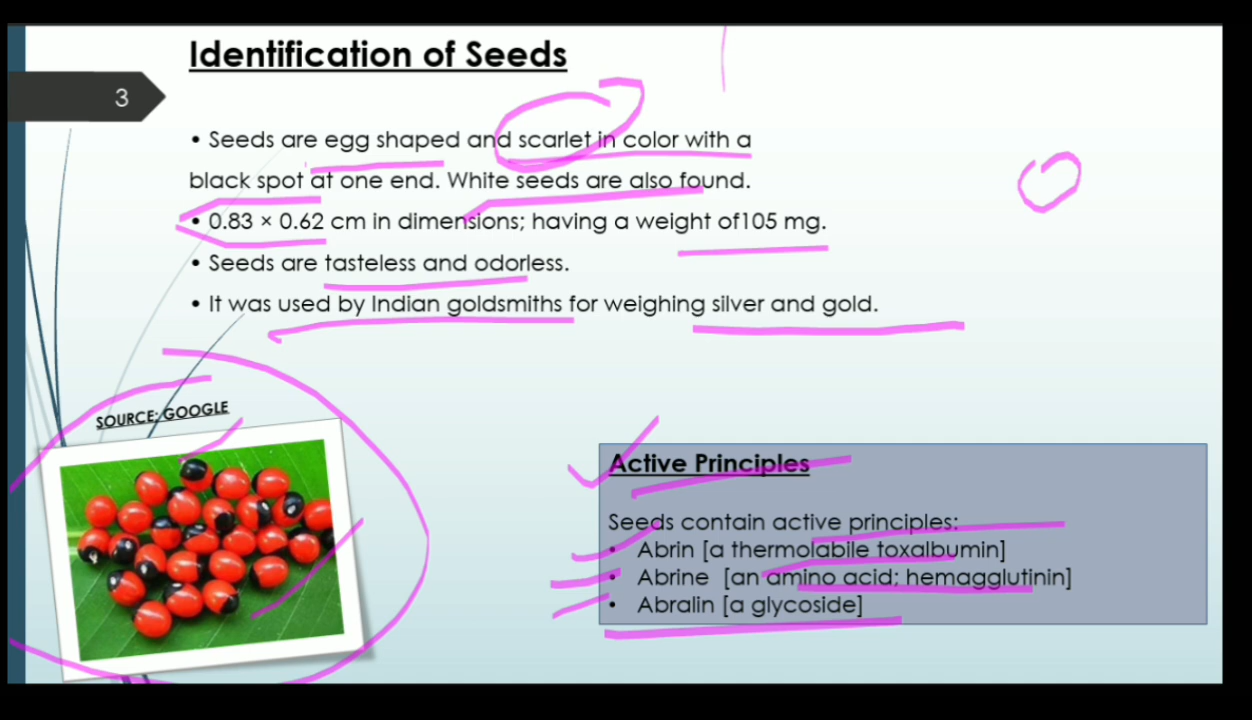 Identification of Seeds
3
• Seeds are egg shaped and scarlet in color with a
black spot at one end. White seeds are also found.
• 0.83 × 0.62 cm in dimensions; having a weight of105 mg.
• Seeds are tasteless and odorless.
• It was used by Indian goldsmiths for weighing silver and gold.
SOURCE: GOOGLE
Active Principles
Seeds contain active principles:
• Abrin [a thermolabile toxalbumin]
• Abrine [an amino acid; hemagglutinin]
• Abralin [a glycoside]